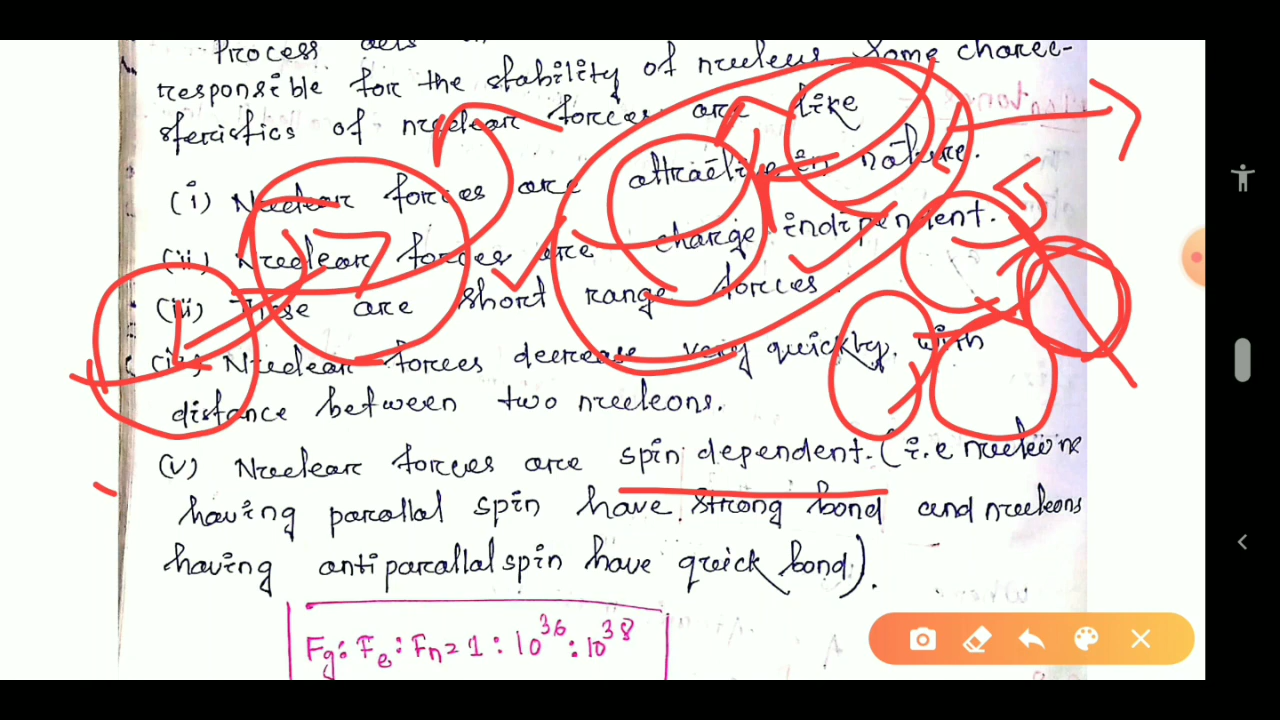 Process acts
responsible for the stability of nucleus. Some charec-
steristics of nuclear forces are like
(i) Nuclear forces are attractive in nature.
(ii) Nuclear forces are charge independent.
(iii) These are short range forces.
(iv) Nuclear forces decrease very quickly with
distance between two nucleons.
(v) Nuclear forces are spin dependent. (i.e nucleons
having parallal spin have strong bond and nucleons
having antiparallal spin have quick bond).
Fg : Fe : Fn = 1 : 10^36 : 10^38